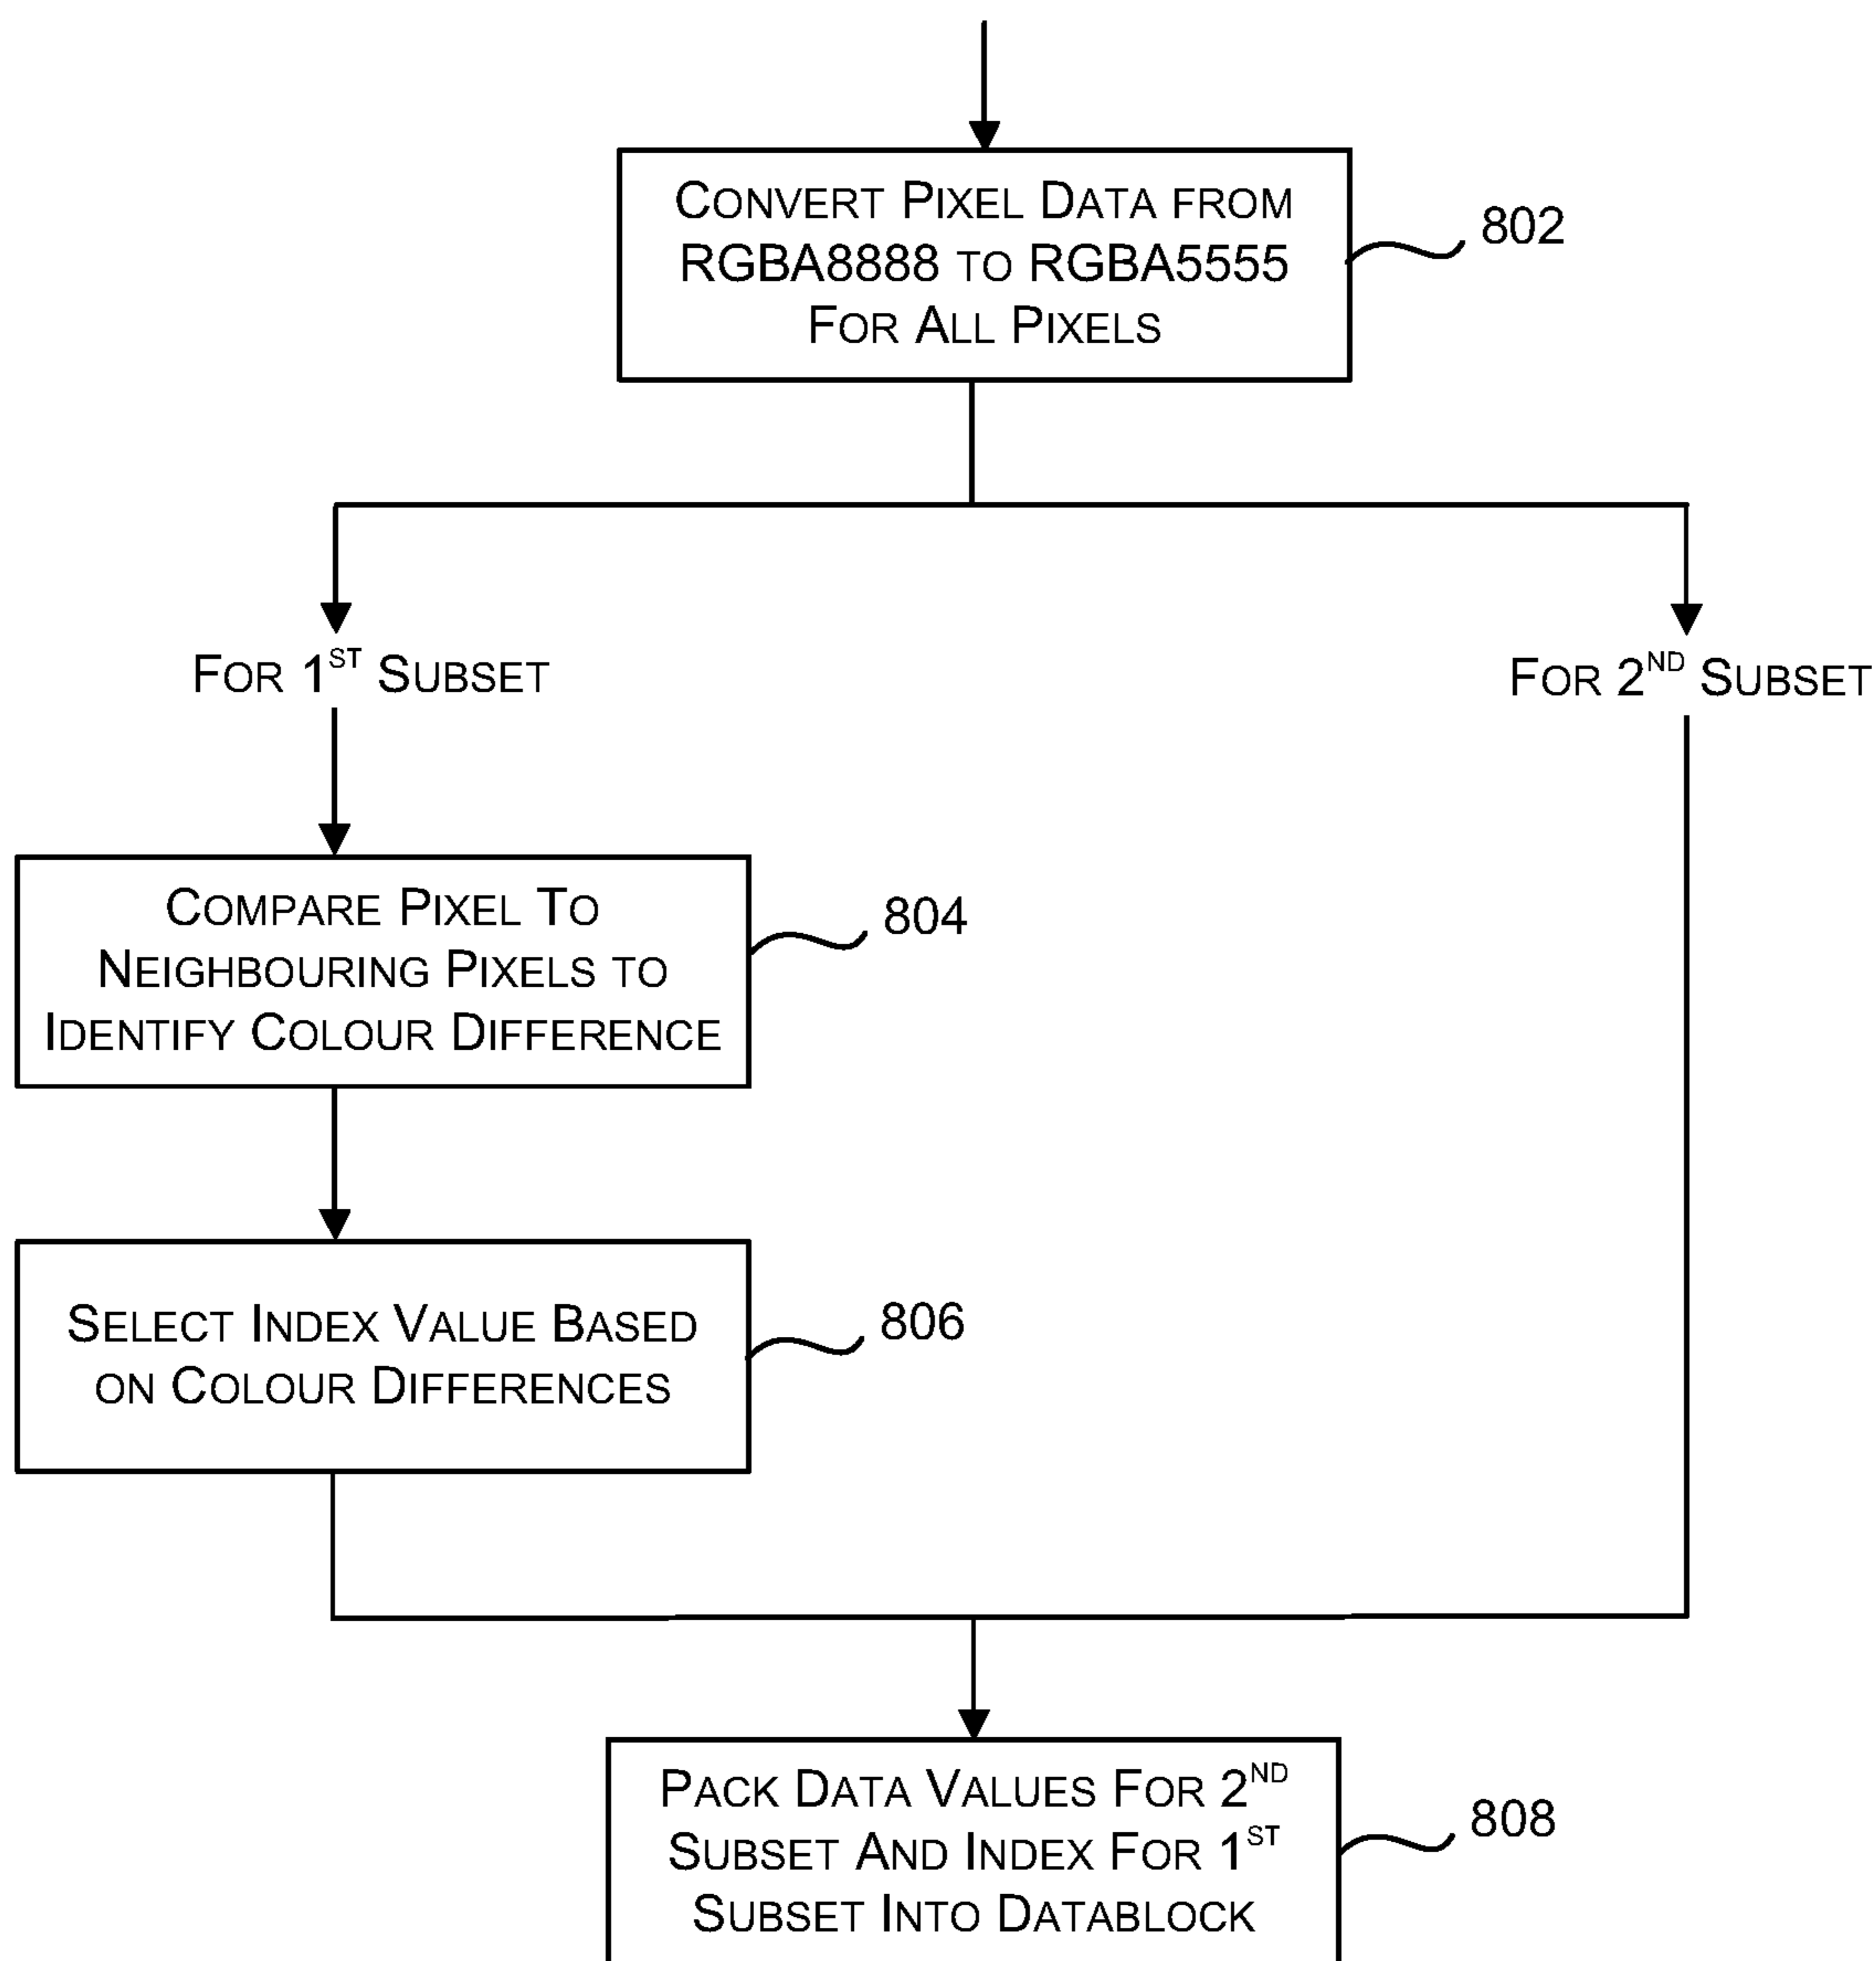 CONVERT PIXEL DATA FROM
RGBA8888 TO RGBA5555
FOR ALL PIXELS
802
FOR 1ST SUBSET
FOR 2ND SUBSET
COMPARE PIXEL TO
NEIGHBOURING PIXELS TO
IDENTIFY COLOUR DIFFERENCE
804
SELECT INDEX VALUE BASED
ON COLOUR DIFFERENCES
806
PACK DATA VALUES FOR 2ND
SUBSET AND INDEX FOR 1ST
SUBSET INTO DATABLOCK
808